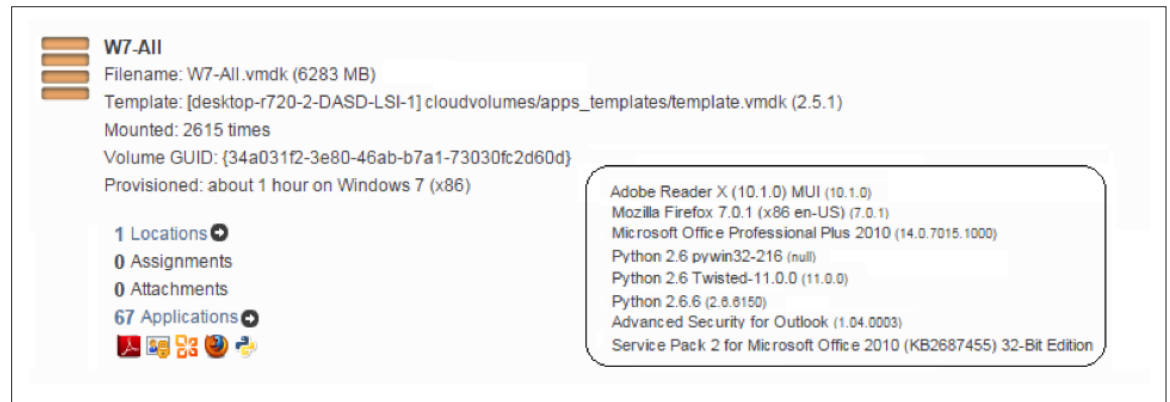 W7-All
Filename: W7-All.vmdk (6283 MB)
Template: [desktop-r720-2-DASD-LSI-1] cloudvolumes/apps_templates/template.vmdk (2.5.1)
Mounted: 2615 times
Volume GUID: {34a031f2-3e80-46ab-b7a1-73030fc2d60d}
Provisioned: about 1 hour on Windows 7 (x86)
1 Locations
0 Assignments
0 Attachments
67 Applications
Adobe Reader X (10.1.0) MUI (10.1.0)
Mozilla Firefox 7.0.1 (x86 en-US) (7.0.1)
Microsoft Office Professional Plus 2010 (14.0.7015.1000)
Python 2.6 pywin32-216 (null)
Python 2.6 Twisted-11.0.0 (11.0.0)
Python 2.6.6 (2.6.6150)
Advanced Security for Outlook (1.04.0003)
Service Pack 2 for Microsoft Office 2010 (KB2687455) 32-Bit Edition